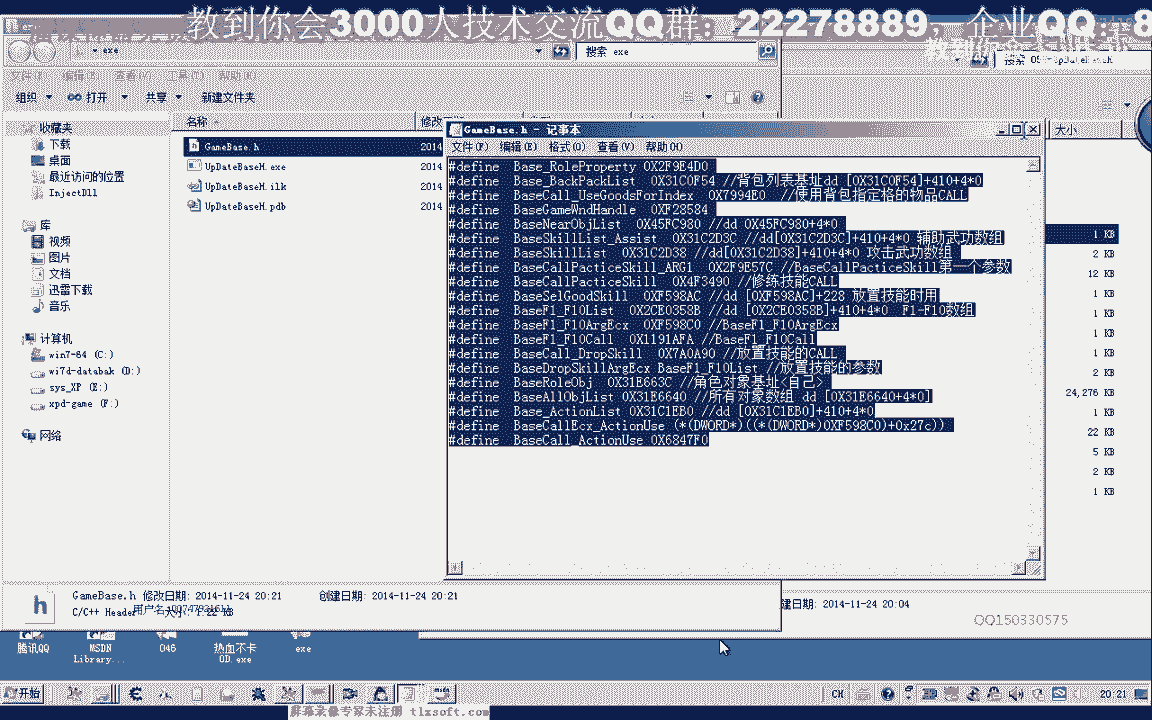 教到你会3000人技术交流QQ群：22278889，企业QQ：8
exe
搜索 exe
文件(F) 编辑(E) 查看(V) 工具(T) 帮助(H)
组织 打开 共享 新建文件夹
收藏夹
下载
桌面
最近访问的位置
InjectDll
库
视频
图片
文档
迅雷下载
音乐
计算机
win7-64 (C:)
wi7d-databak (D:)
sys_XP (E:)
xpd-game (F:)
网络
名称 修改
GameBase.h 2014
UpDateBaseH.exe 2014
UpDateBaseH.ilk 2014
UpDateBaseH.pdb 2014
GameBase.h - 记事本
文件(F) 编辑(E) 格式(O) 查看(V) 帮助(H)
#define Base_RoleProperty 0X2F9E4D0
#define Base_BackPackList 0X31C0F54 //背包列表基址dd [0X31C0F54]+410+4*0
#define BaseCall_UseGoodsForIndex 0X7994E0 //使用背包指定格的物品CALL
#define BaseGameWndHandle 0XF28584
#define BaseNearObjList 0X45FC980 //dd 0X45FC980+4*0
#define BaseSkillList_Assist 0X31C2D3C //dd[0X31C2D3C]+410+4*0 辅助武功数组
#define BaseSkillList 0X31C2D38 //dd[0X31C2D38]+410+4*0 攻击武功数组
#define BaseCallPacticeSkill_ARG1 0X2F9E57C //BaseCallPacticeSkill第一个参数
#define BaseCallPacticeSkill 0X4F3490 //修练技能CALL
#define BaseSelGoodSkill 0XF598AC //dd [0XF598AC]+228 放置技能时用
#define BaseF1_F10List 0X2CE0358B //dd [0X2CE0358B]+410+4*0 F1-F10数组
#define BaseF1_F10ArgEcx 0XF598C0 //BaseF1_F10ArgEcx
#define BaseF1_F10Call 0X1191AFA //BaseF1_F10Call
#define BaseCall_DropSkill 0X7A0A90 //放置技能的CALL
#define BaseDropSkillArgEcx BaseF1_F10List //放置技能的参数
#define BaseRoleObj 0X31E663C //角色对象基址<自己>
#define BaseAllObjList 0X31E6640 //所有对象数组 dd [0X31E6640+4*0]
#define Base_ActionList 0X31C1EB0 //dd [0X31C1EB0]+410+4*0
#define BaseCallEcx_ActionUse (*(DWORD*)((*(DWORD*)0XF598C0)+0x27c))
#define BaseCall_ActionUse 0X6847F0
大小
1 KB
2 KB
12 KB
1 KB
1 KB
1 KB
1 KB
2 KB
24,276 KB
1 KB
22 KB
5 KB
2 KB
1 KB
GameBase.h 修改日期: 2014-11-24 20:21 创建日期: 2014-11-24 20:21
C/C++ Header 1.22 KB
建日期: 2014-11-24 20:04
QQ150330575
腾讯QQ
MSDN Library...
046
热血不卡OD.exe
exe
开始
CH
20:21
屏幕录像专家未注册 tlxsoft.com